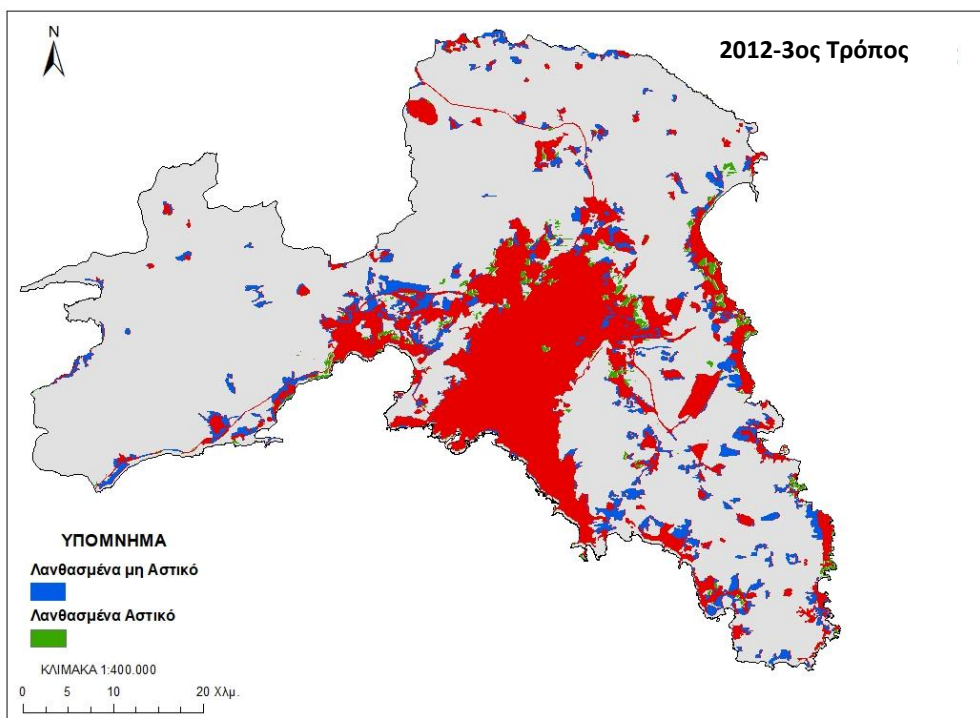 N
2012-3ος Τρόπος
ΥΠΟΜΝΗΜΑ
Λανθασμένα μη Αστικό
Λανθασμένα Αστικό
ΚΛΙΜΑΚΑ 1:400.000
0 5 10 20 Χλμ.